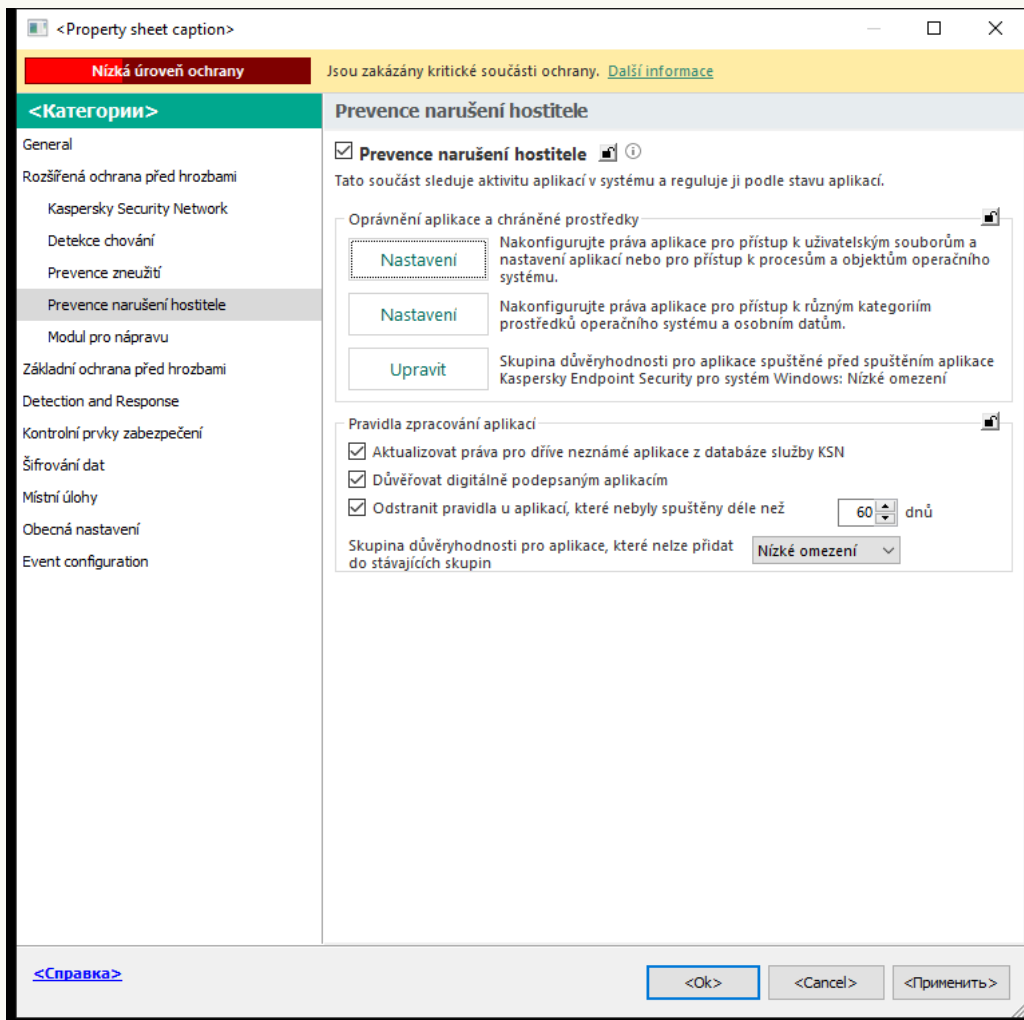 <Property sheet caption>
Nízká úroveň ochrany
Jsou zakázány kritické součásti ochrany. Další informace
<Категории>
General
Rozšířená ochrana před hrozbami
Kaspersky Security Network
Detekce chování
Prevence zneužití
Prevence narušení hostitele
Modul pro nápravu
Základní ochrana před hrozbami
Detection and Response
Kontrolní prvky zabezpečení
Šifrování dat
Místní úlohy
Obecná nastavení
Event configuration
Prevence narušení hostitele
Prevence narušení hostitele
Tato součást sleduje aktivitu aplikací v systému a reguluje ji podle stavu aplikací.
Oprávnění aplikace a chráněné prostředky
Nastavení
Nakonfigurujte práva aplikace pro přístup k uživatelským souborům a
nastavení aplikací nebo pro přístup k procesům a objektům operačního
systému.
Nastavení
Nakonfigurujte práva aplikace pro přístup k různým kategoriím
prostředků operačního systému a osobním datům.
Upravit
Skupina důvěryhodnosti pro aplikace spuštěné před spuštěním aplikace
Kaspersky Endpoint Security pro systém Windows: Nízké omezení
Pravidla zpracování aplikací
Aktualizovat práva pro dříve neznámé aplikace z databáze služby KSN
Důvěřovat digitálně podepsaným aplikacím
Odstranit pravidla u aplikací, které nebyly spuštěny déle než 60 dnů
Skupina důvěryhodnosti pro aplikace, které nelze přidat
do stávajících skupin
Nízké omezení
<Справка>
<Ok>
<Cancel>
<Применить>